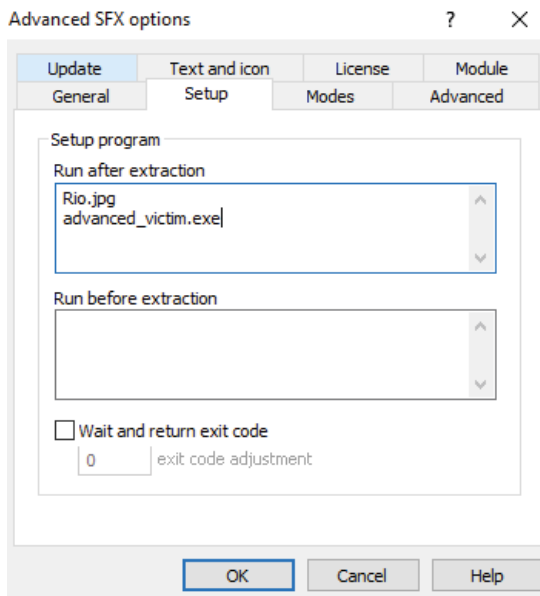 Advanced SFX options
? ×
Update Text and icon License Module
General Setup Modes Advanced
Setup program
Run after extraction
Rio.jpg
advanced_victim.exe
Run before extraction
Wait and return exit code
0 exit code adjustment
OK Cancel Help